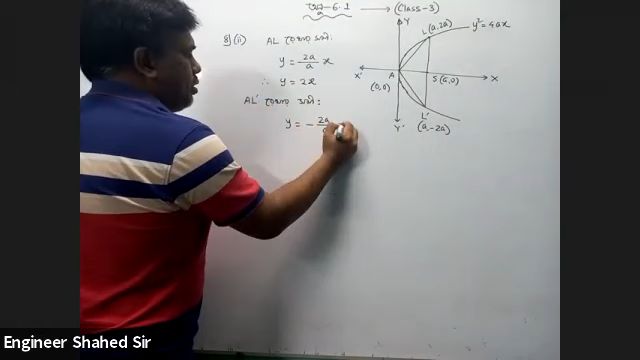 প্রশ্ন-6.1 → (Class-3)
8(ii) AL রেখার সমী:
y = 2a/a x
∴ y = 2x
AL′ রেখার সমী:
y = - 2a
Y
L (a,2a)
y² = 4ax
X′
A
S(a,0)
X
(0,0)
L′
Y′
(a,-2a)
Engineer Shahed Sir